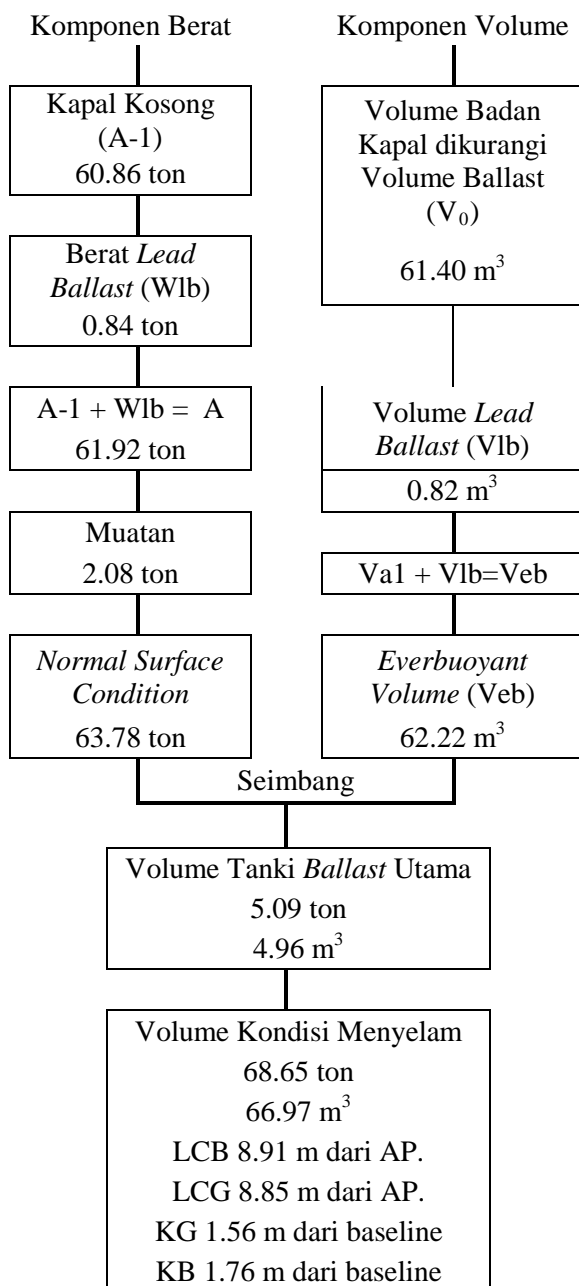 Komponen Berat
Kapal Kosong
(A-1)
60.86 ton
Berat Lead
Ballast (Wlb)
0.84 ton
A-1 + Wlb = A
61.92 ton
Muatan
2.08 ton
Normal Surface
Condition
63.78 ton
Komponen Volume
Volume Badan
Kapal dikurangi
Volume Ballast
(V₀)
61.40 m³
Volume Lead
Ballast (Vlb)
0.82 m³
Va1 + Vlb=Veb
Everbuoyant
Volume (Veb)
62.22 m³
Seimbang
Volume Tanki Ballast Utama
5.09 ton
4.96 m³
Volume Kondisi Menyelam
68.65 ton
66.97 m³
LCB 8.91 m dari AP.
LCG 8.85 m dari AP.
KG 1.56 m dari baseline
KB 1.76 m dari baseline